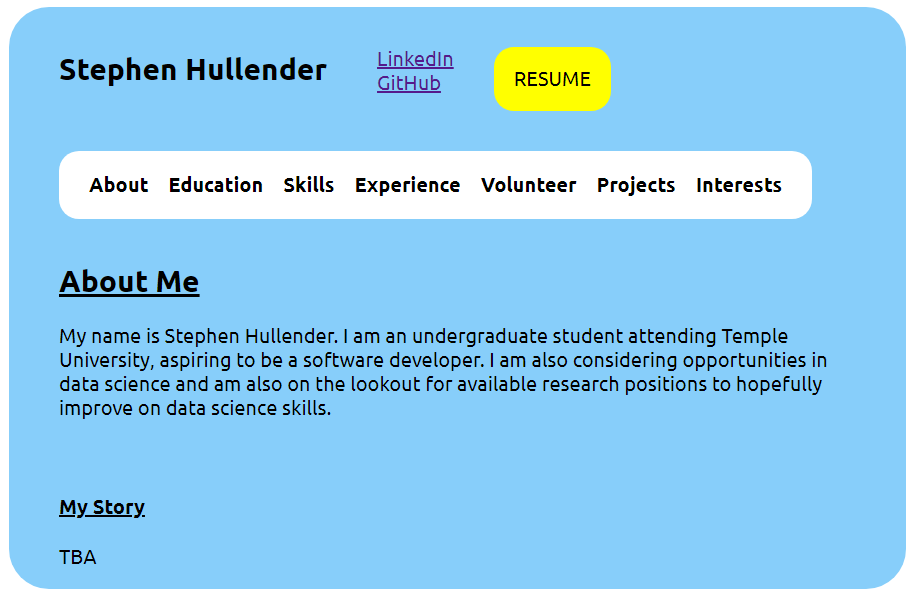 Stephen Hullender
LinkedIn
GitHub
RESUME
About Education Skills Experience Volunteer Projects Interests
About Me
My name is Stephen Hullender. I am an undergraduate student attending Temple
University, aspiring to be a software developer. I am also considering opportunities in
data science and am also on the lookout for available research positions to hopefully
improve on data science skills.
My Story
TBA